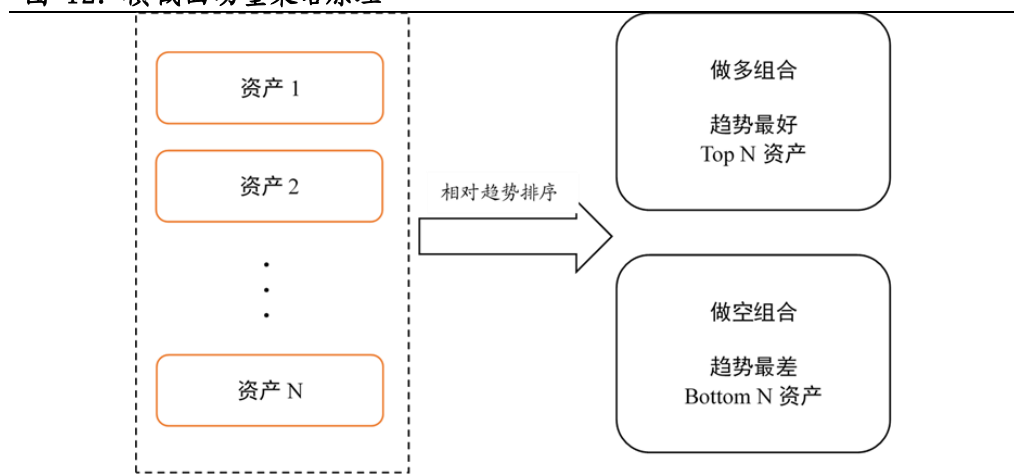 资产 1
资产 2
资产 N
相对趋势排序
做多组合
趋势最好
Top N 资产
做空组合
趋势最差
Bottom N 资产